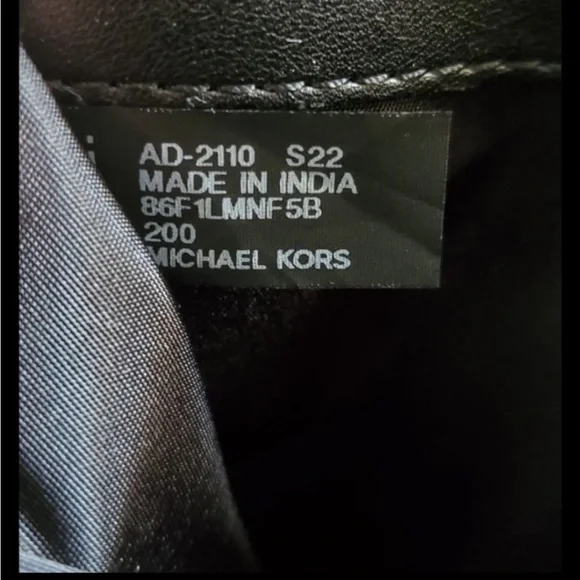 AD-2110 S22
MADE IN INDIA
86F1LMNF5B
200
MICHAEL KORS